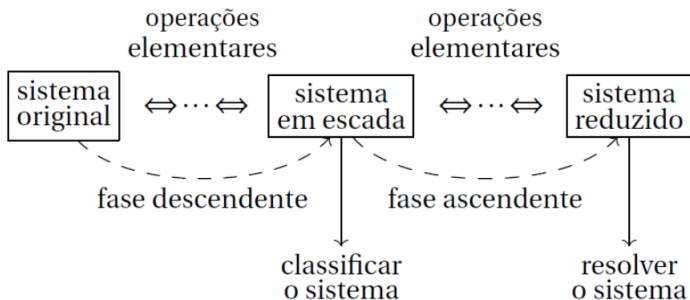 operações
elementares
operações
elementares
sistema
original
⇔ ⋯ ⇔
sistema
em escada
⇔ ⋯ ⇔
sistema
reduzido
fase descendente
fase ascendente
classificar
o sistema
resolver
o sistema